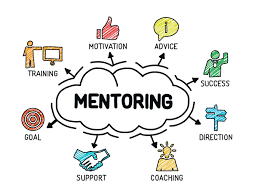 MOTIVATION
ADVICE
TRAINING
SUCCESS
MENTORING
GOAL
DIRECTION
SUPPORT
COACHING